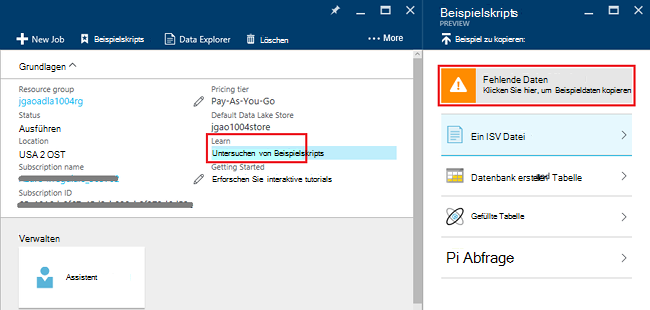 + New Job Beispielskripts Data Explorer Löschen ••• More
Grundlagen
Resource group
jgaoadla1004rg
Status
Ausführen
Location
USA 2 OST
Subscription name
Subscription ID
Pricing tier
Pay-As-You-Go
Default Data Lake Store
jgao1004store
Learn
Untersuchen von Beispielskripts
Getting Started
Erforschen Sie interaktive tutorials
Verwalten
Assistent
Beispielskripts
PREVIEW
Beispiel zu kopieren:
Fehlende Daten
Klicken Sie hier, um Beispieldaten kopieren
Ein ISV Datei
Datenbank Tabelle
Gefüllte Tabelle
Pi Abfrage